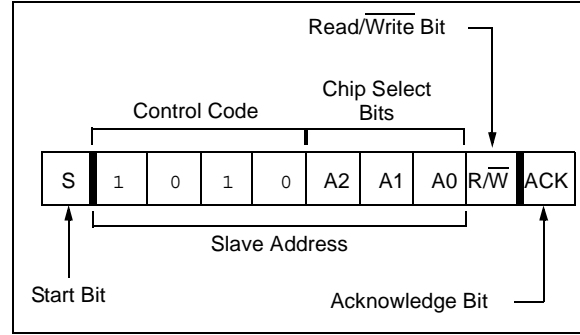 Read/Write Bit
Chip Select
Bits
Control Code
S 1 0 1 0 A2 A1 A0 R/W ACK
Slave Address
Start Bit
Acknowledge Bit